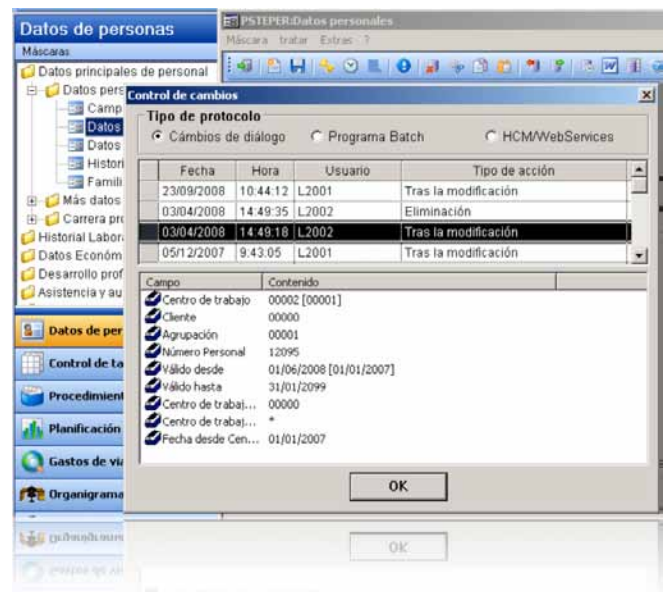 Datos de personas
PSTEPER:Datos personales
Máscara tratar Extras ?
Máscaras
Datos principales de personal
Datos pers
Camp
Datos
Datos
Histori
Famili
Más datos
Carrera pro
Historial Labor
Datos Económ
Desarrollo prof
Asistencia y au
Datos de per
Control de ta
Procedimient
Planificación
Gastos de via
Organigrama
Control de cambios
Tipo de protocolo
Cámbios de diálogo Programa Batch HCM/WebServices
Fecha Hora Usuario Tipo de acción
23/09/2008 10:44:12 L2001 Tras la modificación
03/04/2008 14:49:35 L2002 Eliminación
03/04/2008 14:49:18 L2002 Tras la modificación
05/12/2007 9:43:05 L2001 Tras la modificación
Campo Contenido
Centro de trabajo 00002 [00001]
Cliente 00000
Agrupación 00001
Número Personal 12095
Válido desde 01/06/2008 [01/01/2007]
Válido hasta 31/01/2099
Centro de trabaj... 00000
Centro de trabaj... *
Fecha desde Cen... 01/01/2007
OK